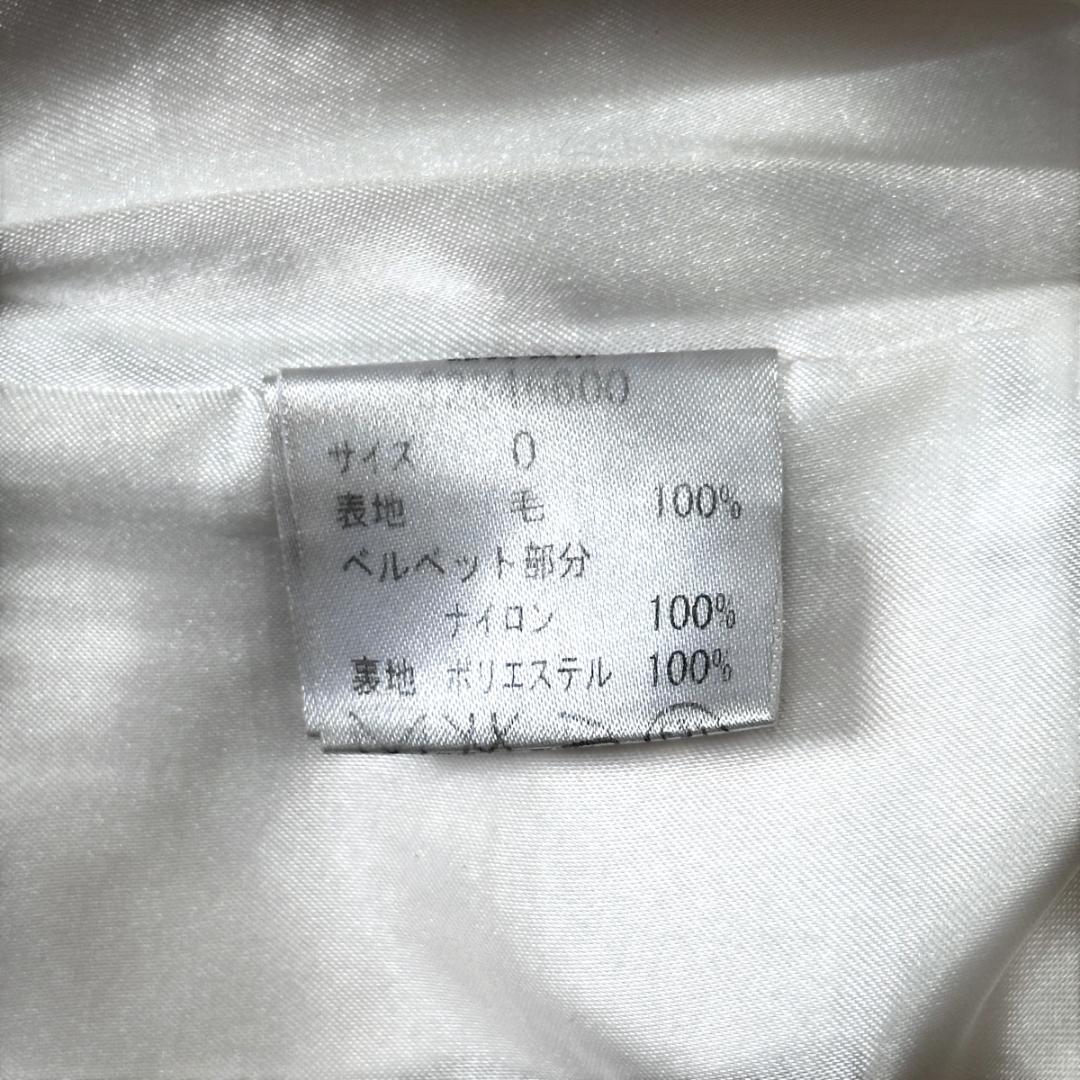 サイズ 0
表地 毛 100%
ベルベット部分
ナイロン 100%
裏地 ポリエステル 100%